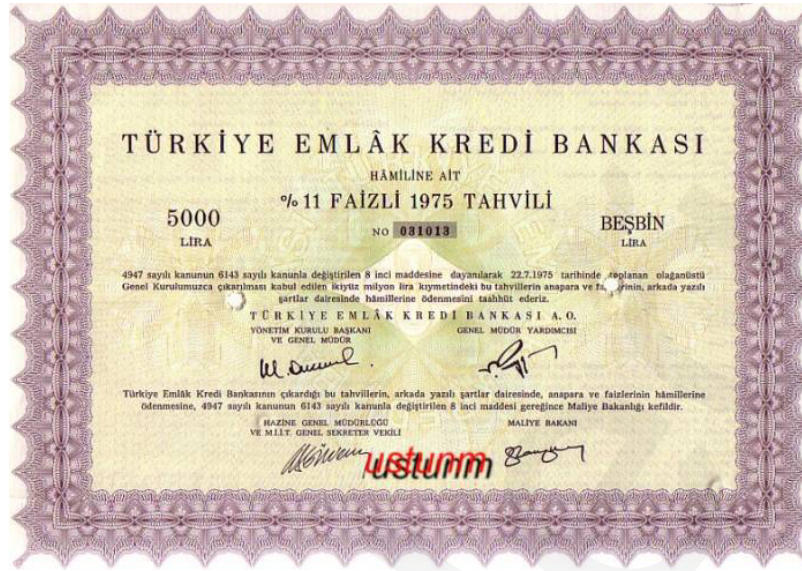 TÜRKİYE EMLÂK KREDİ BANKASI
HÂMİLİNE AİT
% 11 FAİZLİ 1975 TAHVİLİ
5000
LİRA
NO 031013
BEŞBİN
LİRA
4947 sayılı kanunun 6143 sayılı kanunla değiştirilen 8 inci maddesine dayanılarak 22.7.1975 tarihinde toplanan olağanüstü
Genel Kurulumuzca çıkarılması kabul edilen ikiyüz milyon lira kıymetindeki bu tahvillerin anapara ve faizlerinin, arkada yazılı
şartlar dairesinde hâmillerine ödenmesini taahhüt ederiz.
TÜRKİYE EMLÂK KREDİ BANKASI A.O.
YÖNETİM KURULU BAŞKANI
VE GENEL MÜDÜR
GENEL MÜDÜR YARDIMCISI
Türkiye Emlâk Kredi Bankasının çıkardığı bu tahvillerin, arkada yazılı şartlar dairesinde, anapara ve faizlerinin hâmillerine
ödenmesine, 4947 sayılı kanunun 6143 sayılı kanunla değiştirilen 8 inci maddesi gereğince Maliye Bakanlığı kefildir.
HAZİNE GENEL MÜDÜRLÜĞÜ
VE M.İ.İ.T. GENEL SEKRETER VEKİLİ
MALİYE BAKANI
ustunm